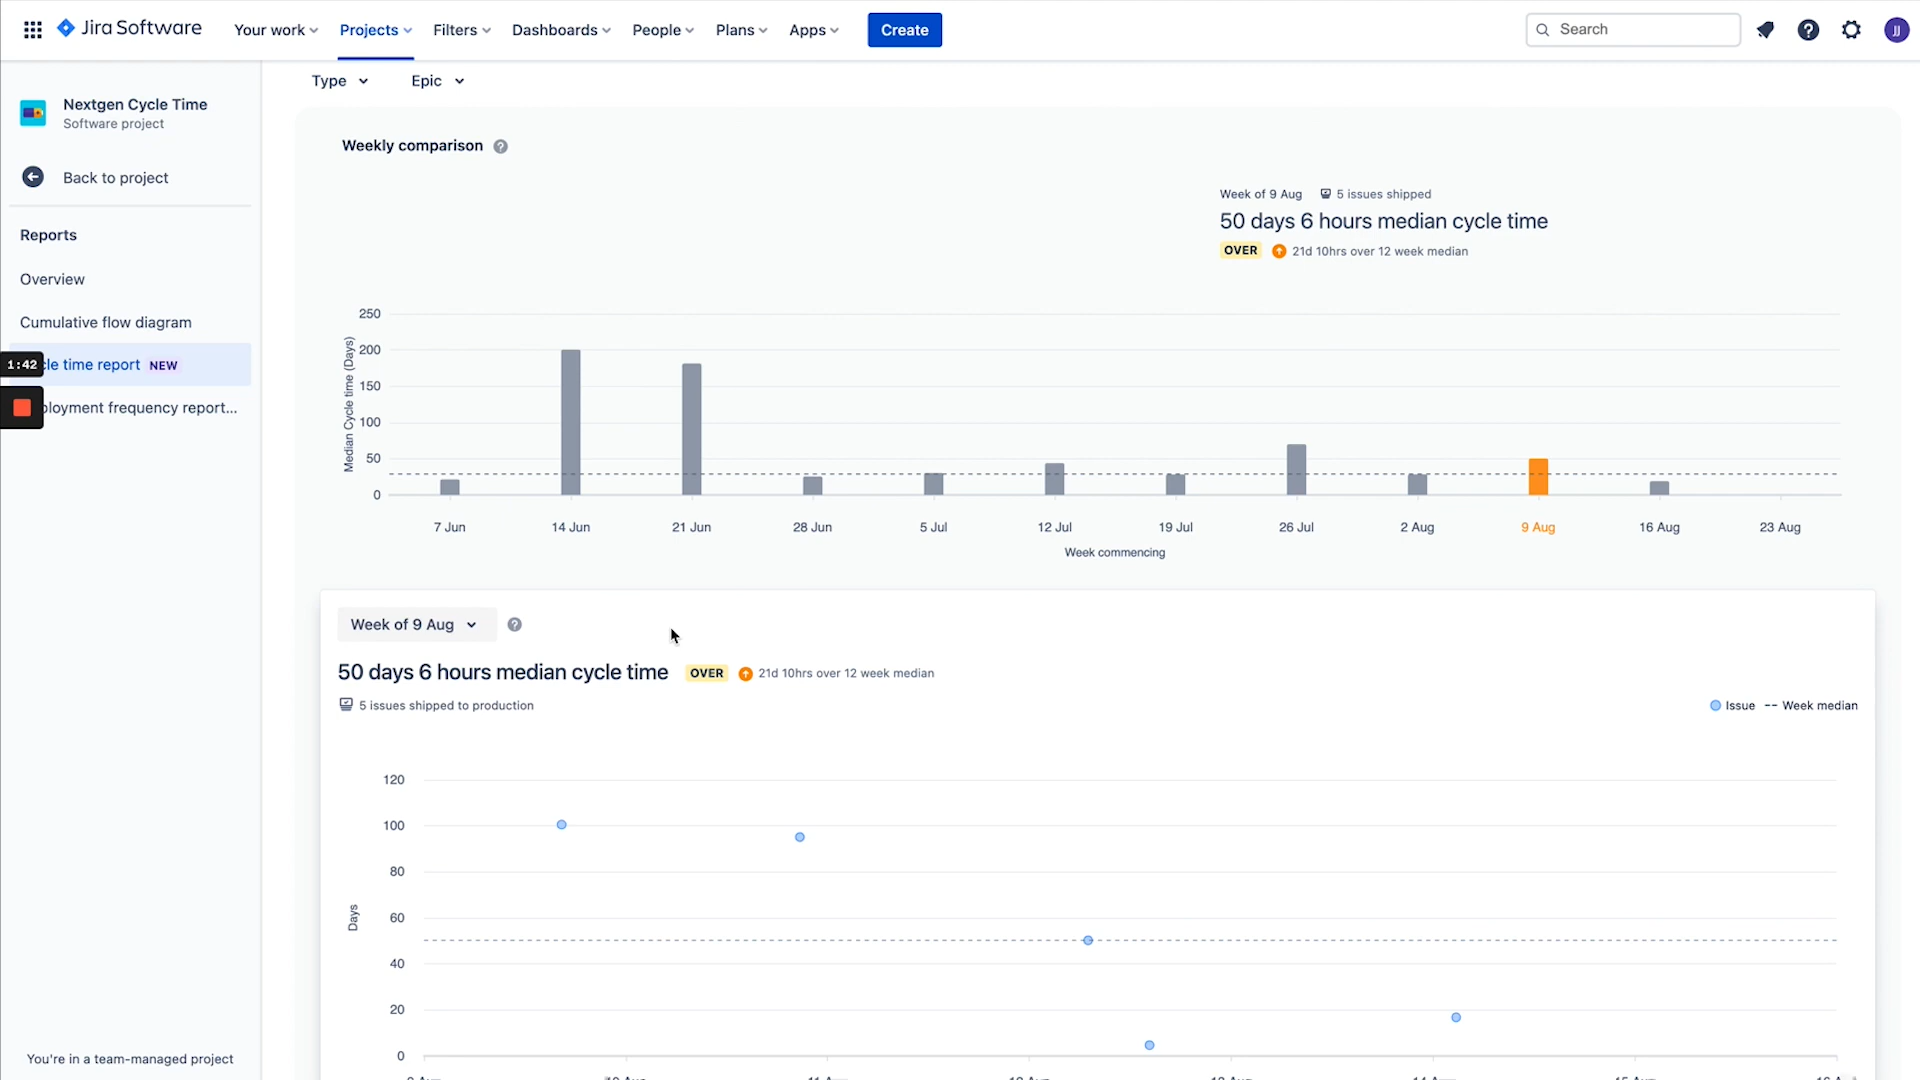 Jira Software
Your work
Projects
Filters
Dashboards
People
Plans
Apps
Create
Search
JJ
Nextgen Cycle Time
Software project
Back to project
Reports
Overview
Cumulative flow diagram
1:42
cle time report NEW
ployment frequency report...
You're in a team-managed project
Type
Epic
Weekly comparison
Week of 9 Aug 5 issues shipped
50 days 6 hours median cycle time
OVER 21d 10hrs over 12 week median
Median Cycle time (Days)
250
200
150
100
50
0
7 Jun 14 Jun 21 Jun 28 Jun 5 Jul 12 Jul 19 Jul 26 Jul 2 Aug 9 Aug 16 Aug 23 Aug
Week commencing
Week of 9 Aug
50 days 6 hours median cycle time OVER 21d 10hrs over 12 week median
5 issues shipped to production
Issue -- Week median
Days
120
100
80
60
40
20
0